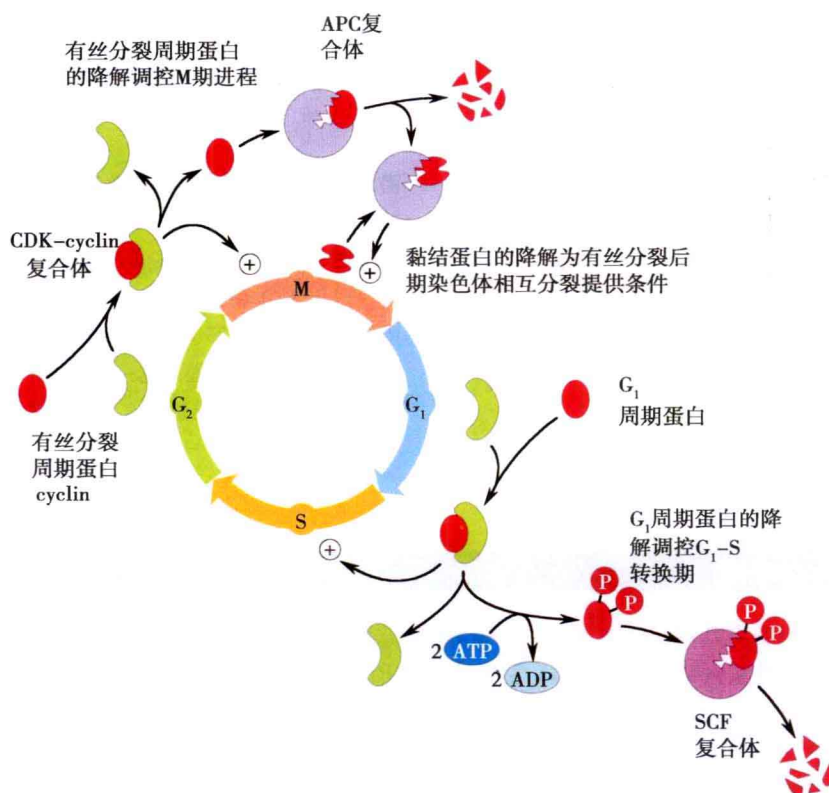 APC复
合体
有丝分裂周期蛋白
的降解调控M期进程
CDK-cyclin
复合体
+
+
黏结蛋白的降解为有丝分裂后
期染色体相互分裂提供条件
M
G₂
G₁
S
有丝分裂
周期蛋白
cyclin
G₁
周期蛋白
+
G₁周期蛋白的降
解调控G₁-S
转换期
P
P
P
P
2 ATP
2 ADP
SCF
复合体